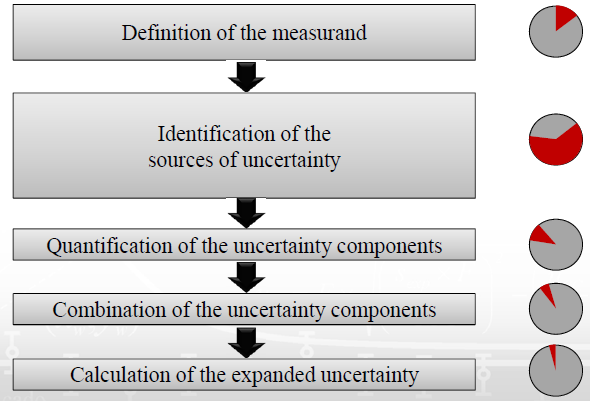 Definition of the measurand
Identification of the
sources of uncertainty
Quantification of the uncertainty components
Combination of the uncertainty components
Calculation of the expanded uncertainty